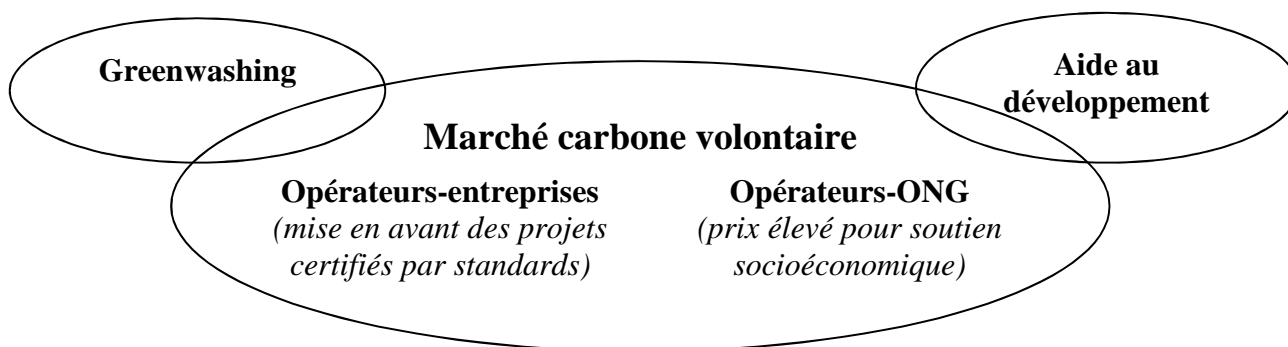 Greenwashing
Aide au
développement
Marché carbone volontaire
Opérateurs-entreprises
(mise en avant des projets
certifiés par standards)
Opérateurs-ONG
(prix élevé pour soutien
socioéconomique)